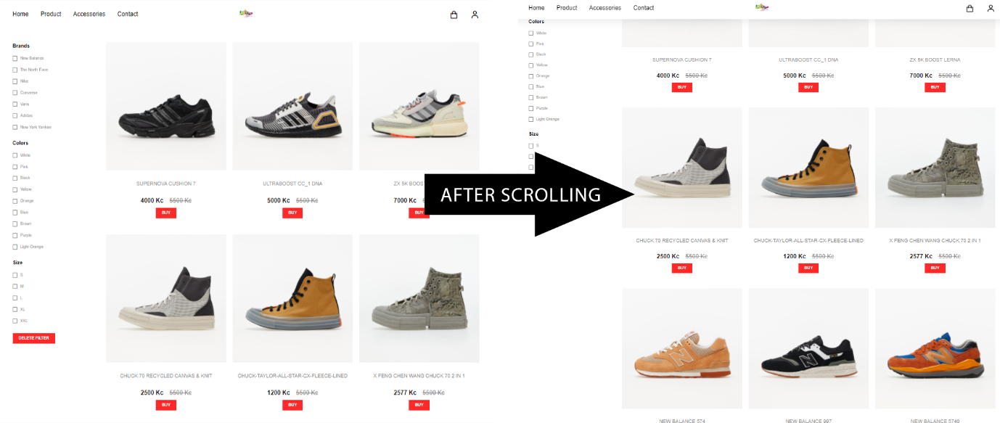 Home Product Accessories Contact
Brands
New Balance
The North Face
Nike
Converse
Vans
Adidas
New York Yankee
Colors
White
Pink
Black
Yellow
Orange
Blue
Brown
Purple
Light Orange
Size
S
M
L
XL
XXL
DELETE FILTER
SUPERNOVA CUSHION 7
4000 Kc 5500 Kc
BUY
ULTRABOOST CC_1 DNA
5000 Kc 5500 Kc
BUY
ZX 5K BOOS
7000 Kc
BUY
CHUCK 70 RECYCLED CANVAS & KNIT
2500 Kc 5500 Kc
BUY
CHUCK-TAYLOR-ALL-STAR-CX-FLEECE-LINED
1200 Kc 5500 Kc
BUY
X FENG CHEN WANG CHUCK 70 2 IN 1
2577 Kc 5500 Kc
BUY
AFTER SCROLLING
Home Product Accessories Contact
Colors
White
Pink
Black
Yellow
Orange
Blue
Brown
Purple
Light Orange
Size
S
SUPERNOVA CUSHION 7
4000 Kc 5500 Kc
BUY
ULTRABOOST CC_1 DNA
5000 Kc 5500 Kc
BUY
ZX 5K BOOST LERNA
7000 Kc 5500 Kc
BUY
CHUCK 70 RECYCLED CANVAS & KNIT
2500 Kc 5500 Kc
BUY
CHUCK-TAYLOR-ALL-STAR-CX-FLEECE-LINED
1200 Kc 5500 Kc
BUY
X FENG CHEN WANG CHUCK 70 2 IN 1
2577 Kc 5500 Kc
BUY
NEW BALANCE 574
NEW BALANCE 997
NEW BALANCE 5740